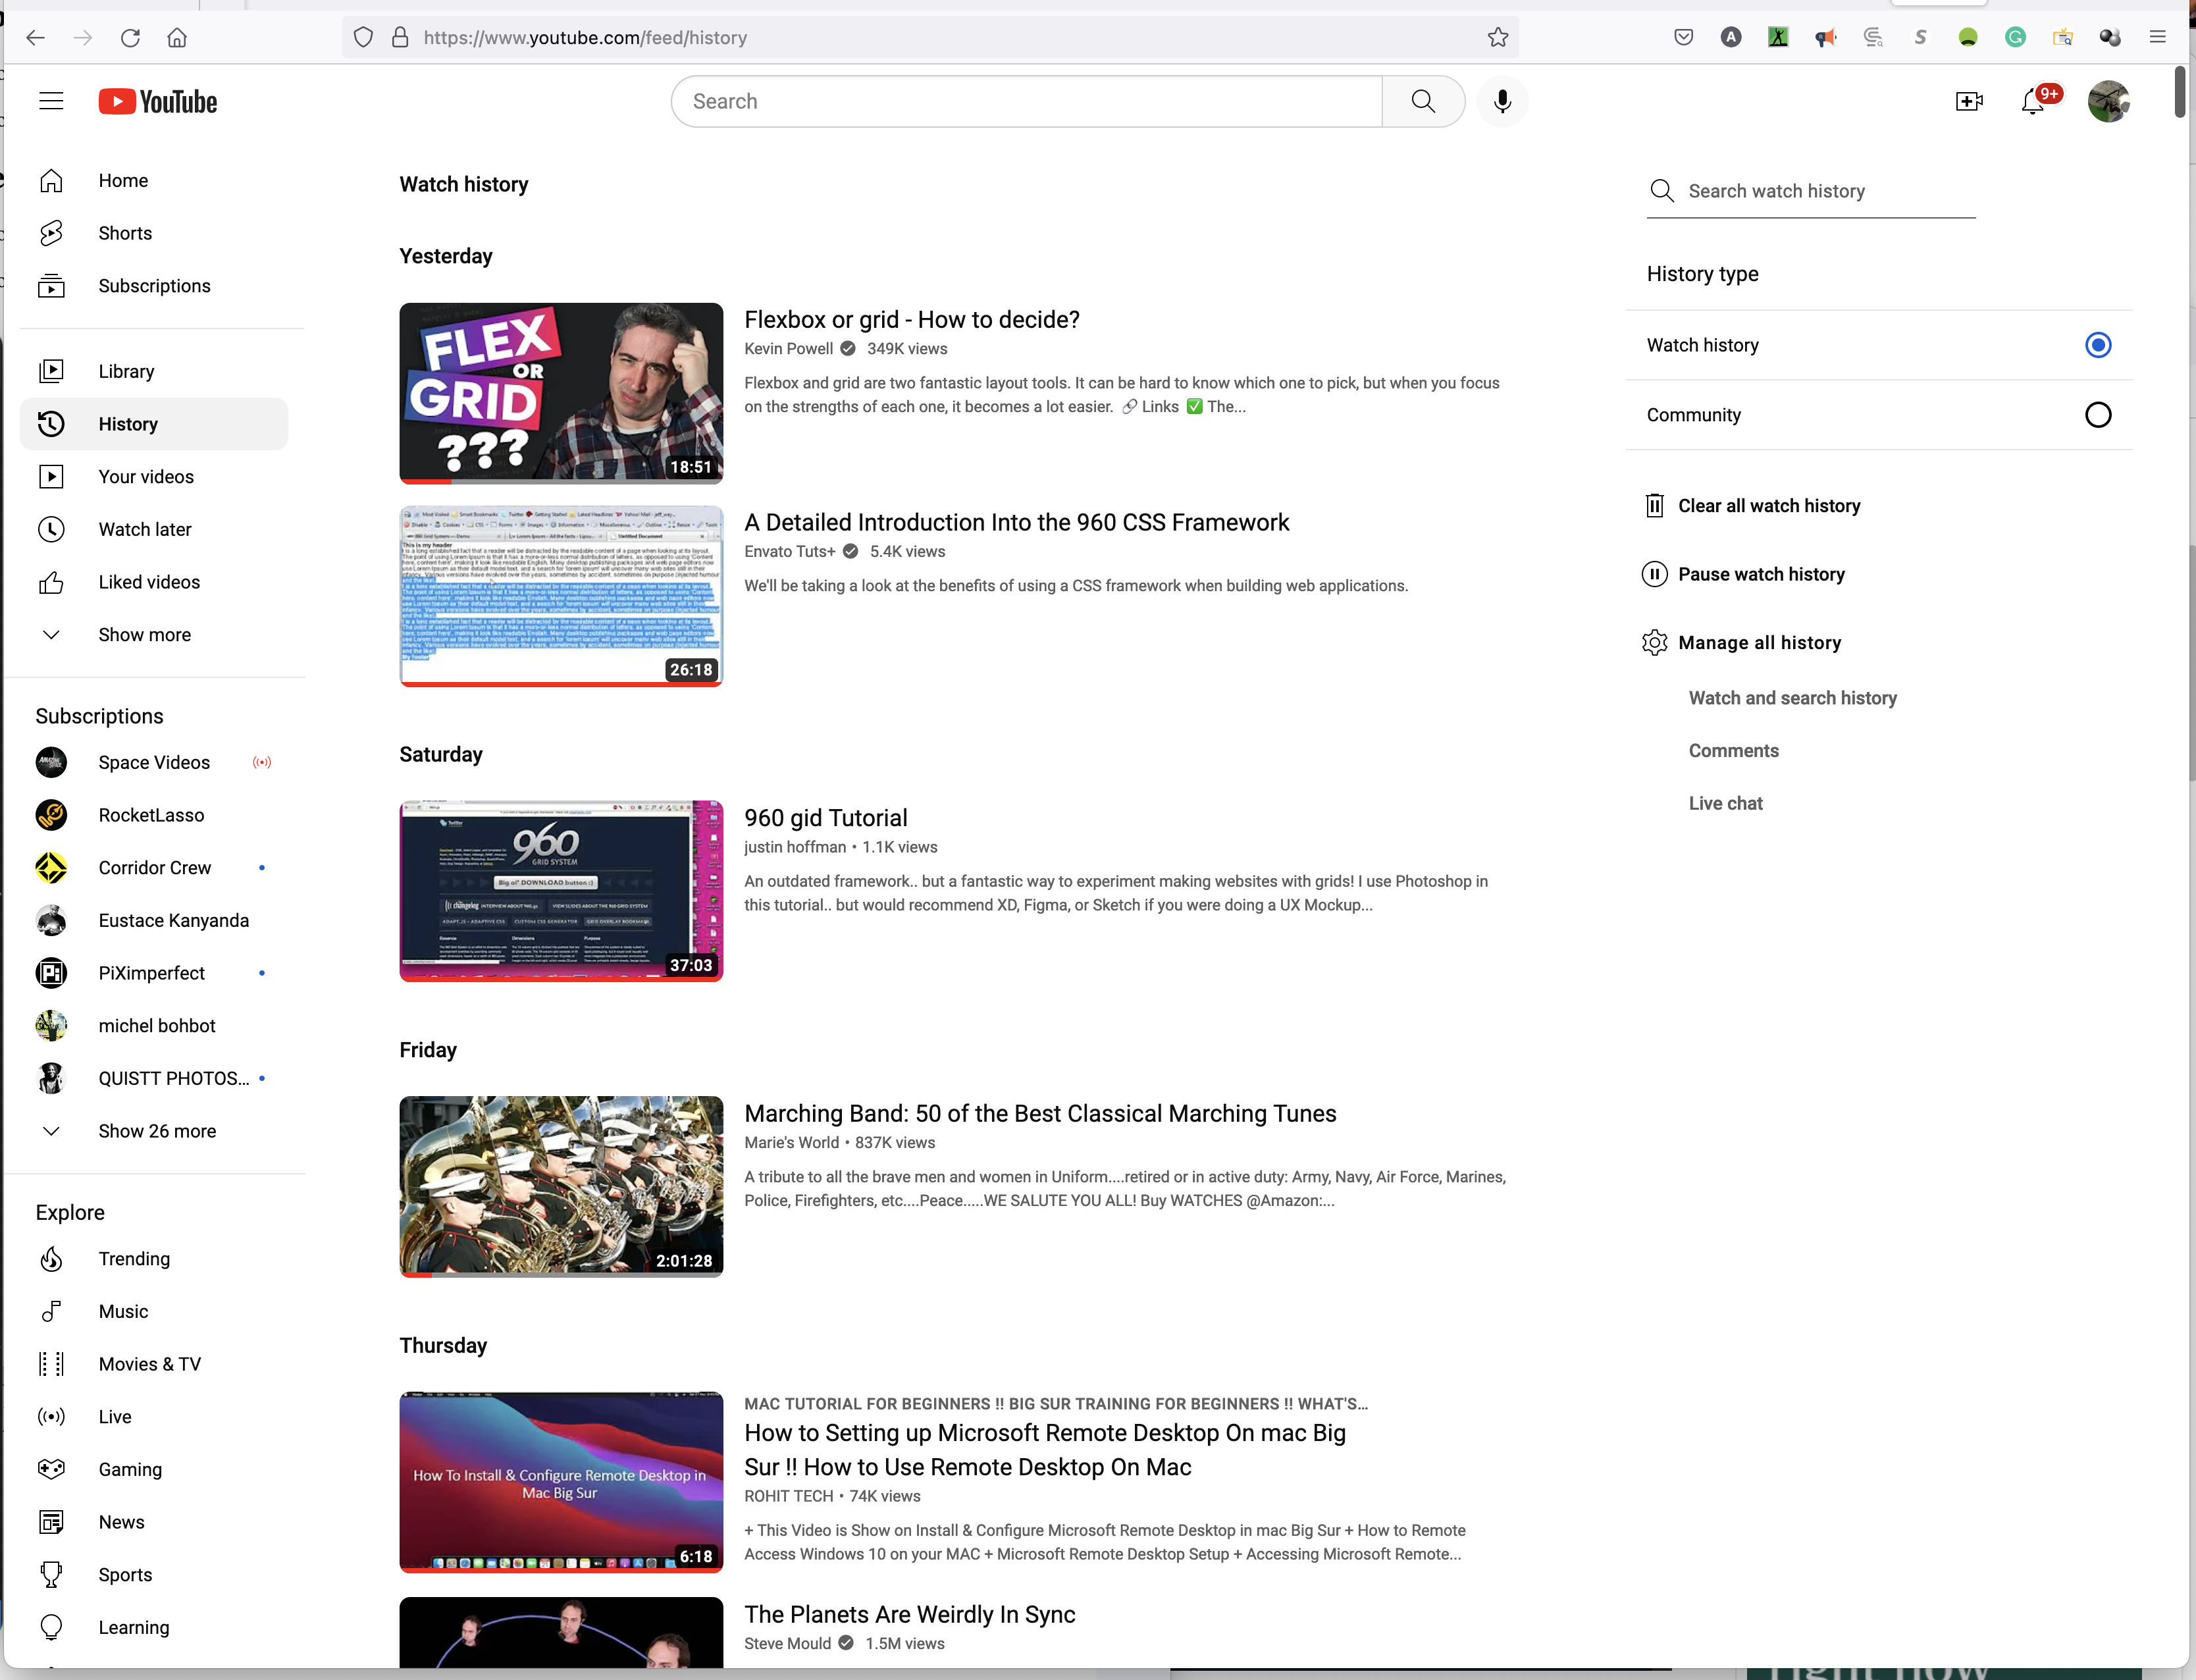 https://www.youtube.com/feed/history
YouTube
Search
9+
Home
Shorts
Subscriptions
Library
History
Your videos
Watch later
Liked videos
Show more
Subscriptions
Space Videos
RocketLasso
Corridor Crew
Eustace Kanyanda
PiXimperfect
michel bohbot
QUISTT PHOTOS...
Show 26 more
Explore
Trending
Music
Movies & TV
Live
Gaming
News
Sports
Learning
Watch history
Yesterday
FLEX
OR
GRID
???
18:51
Flexbox or grid - How to decide?
Kevin Powell 349K views
Flexbox and grid are two fantastic layout tools. It can be hard to know which one to pick, but when you focus
on the strengths of each one, it becomes a lot easier. 🔗 Links ✅ The...
This is my header
26:18
A Detailed Introduction Into the 960 CSS Framework
Envato Tuts+ 5.4K views
We'll be taking a look at the benefits of using a CSS framework when building web applications.
Saturday
960
GRID SYSTEM
Big ol' DOWNLOAD button :)
37:03
960 gid Tutorial
justin hoffman • 1.1K views
An outdated framework.. but a fantastic way to experiment making websites with grids! I use Photoshop in
this tutorial.. but would recommend XD, Figma, or Sketch if you were doing a UX Mockup...
Friday
2:01:28
Marching Band: 50 of the Best Classical Marching Tunes
Marie's World • 837K views
A tribute to all the brave men and women in Uniform....retired or in active duty: Army, Navy, Air Force, Marines,
Police, Firefighters, etc....Peace.....WE SALUTE YOU ALL! Buy WATCHES @Amazon:...
Thursday
How To Install & Configure Remote Desktop in
Mac Big Sur
6:18
MAC TUTORIAL FOR BEGINNERS !! BIG SUR TRAINING FOR BEGINNERS !! WHAT'S...
How to Setting up Microsoft Remote Desktop On mac Big
Sur !! How to Use Remote Desktop On Mac
ROHIT TECH • 74K views
+ This Video is Show on Install & Configure Microsoft Remote Desktop in mac Big Sur + How to Remote
Access Windows 10 on your MAC + Microsoft Remote Desktop Setup + Accessing Microsoft Remote...
The Planets Are Weirdly In Sync
Steve Mould 1.5M views
Search watch history
History type
Watch history
Community
Clear all watch history
Pause watch history
Manage all history
Watch and search history
Comments
Live chat
right now